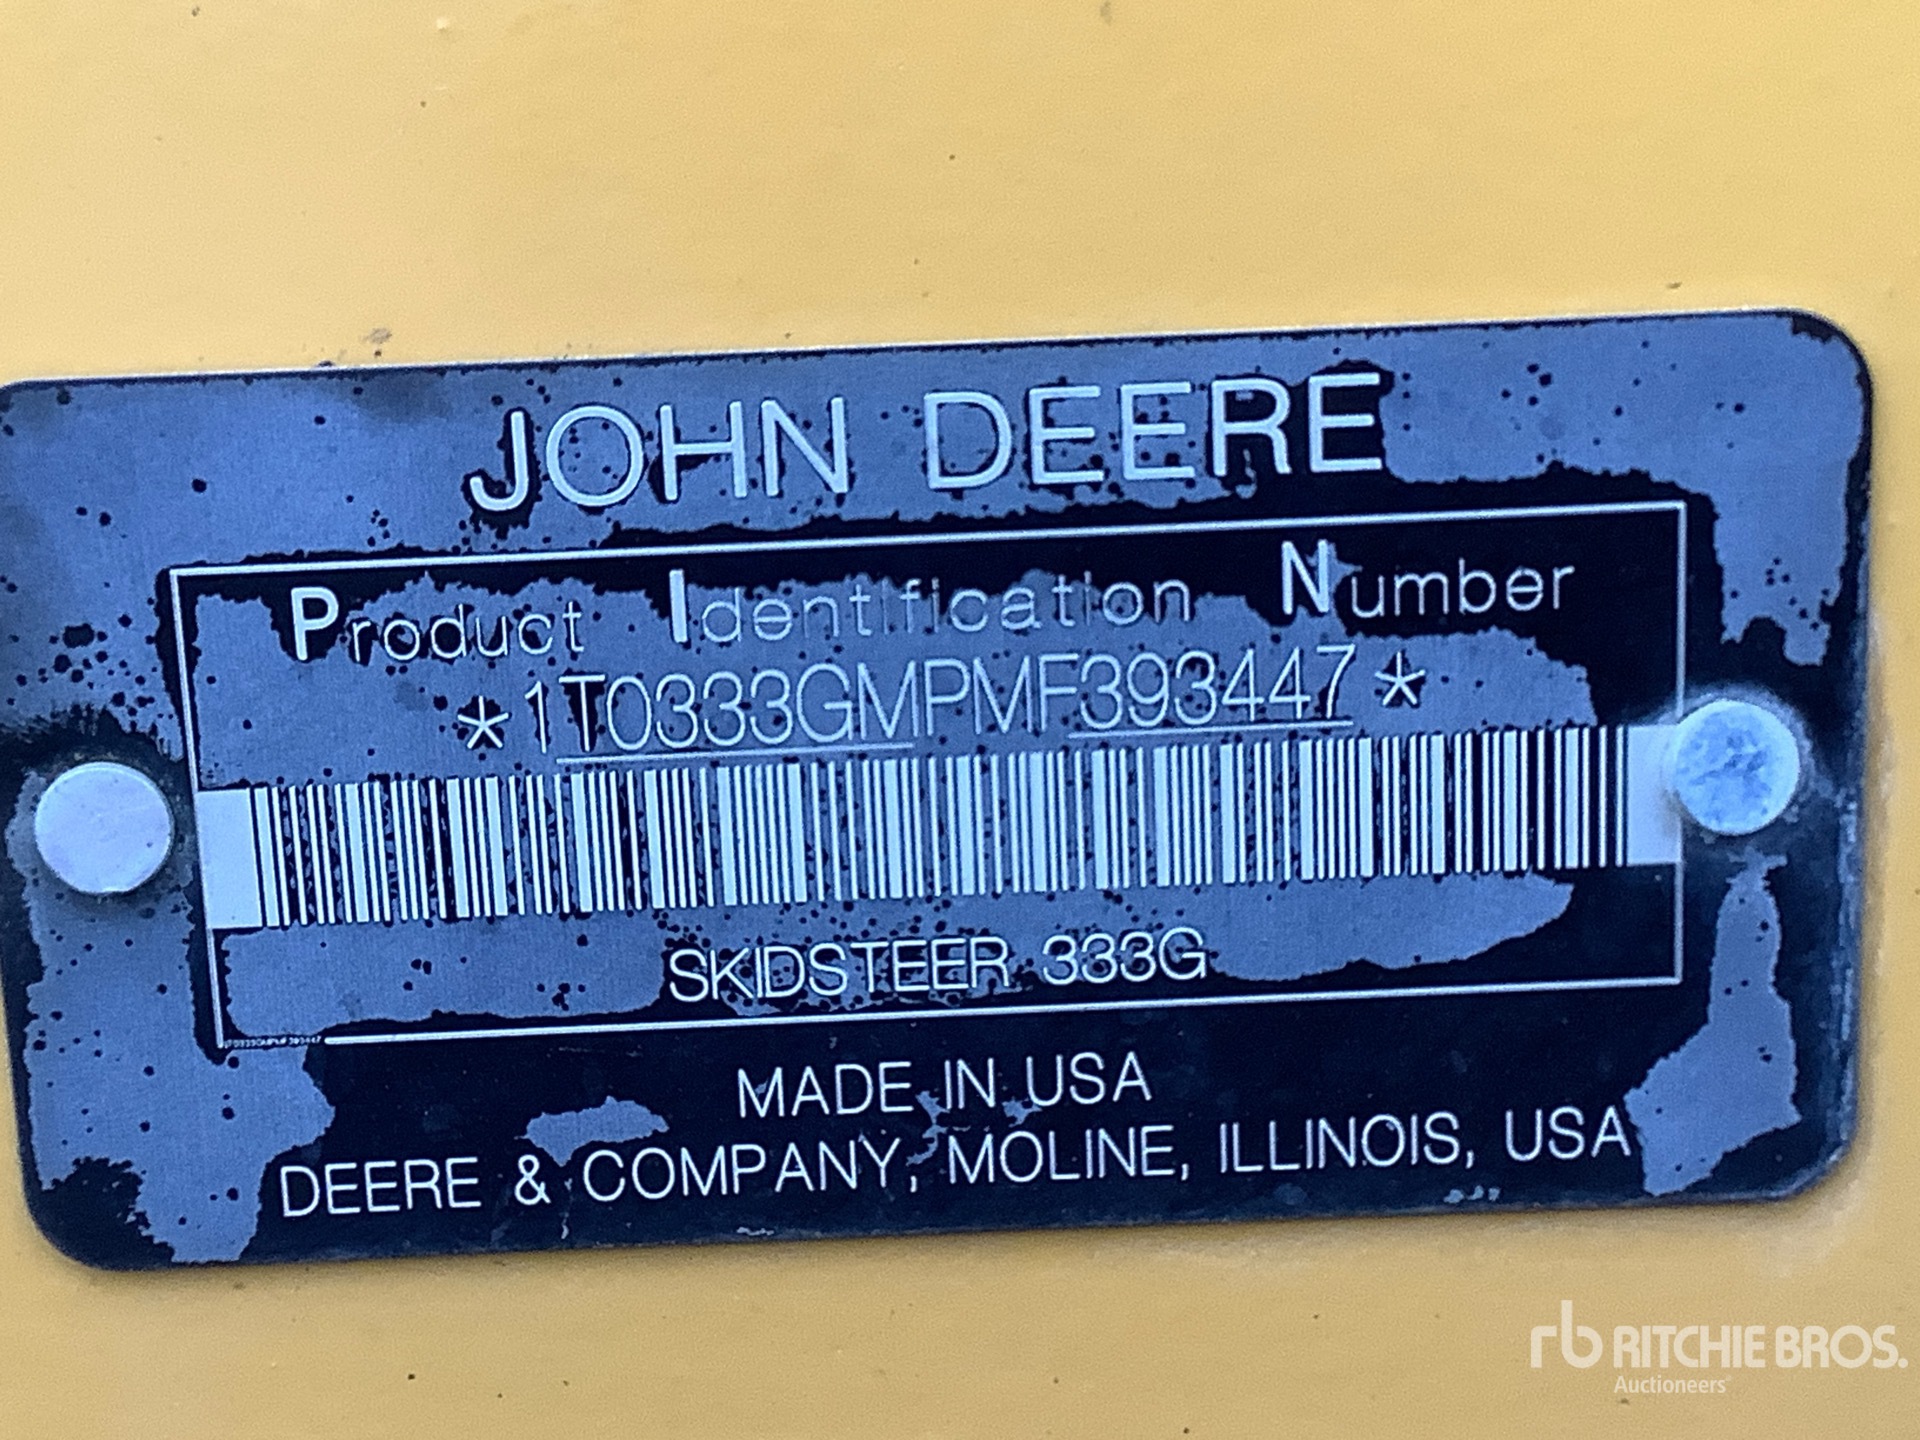 JOHN DEERE
Product Identification Number
*1T0333GMPMF393447*
SKIDSTEER 333G
1T0333GMPMF393447
MADE IN USA
DEERE & COMPANY, MOLINE, ILLINOIS, USA
rb RITCHIE BROS.
Auctioneers